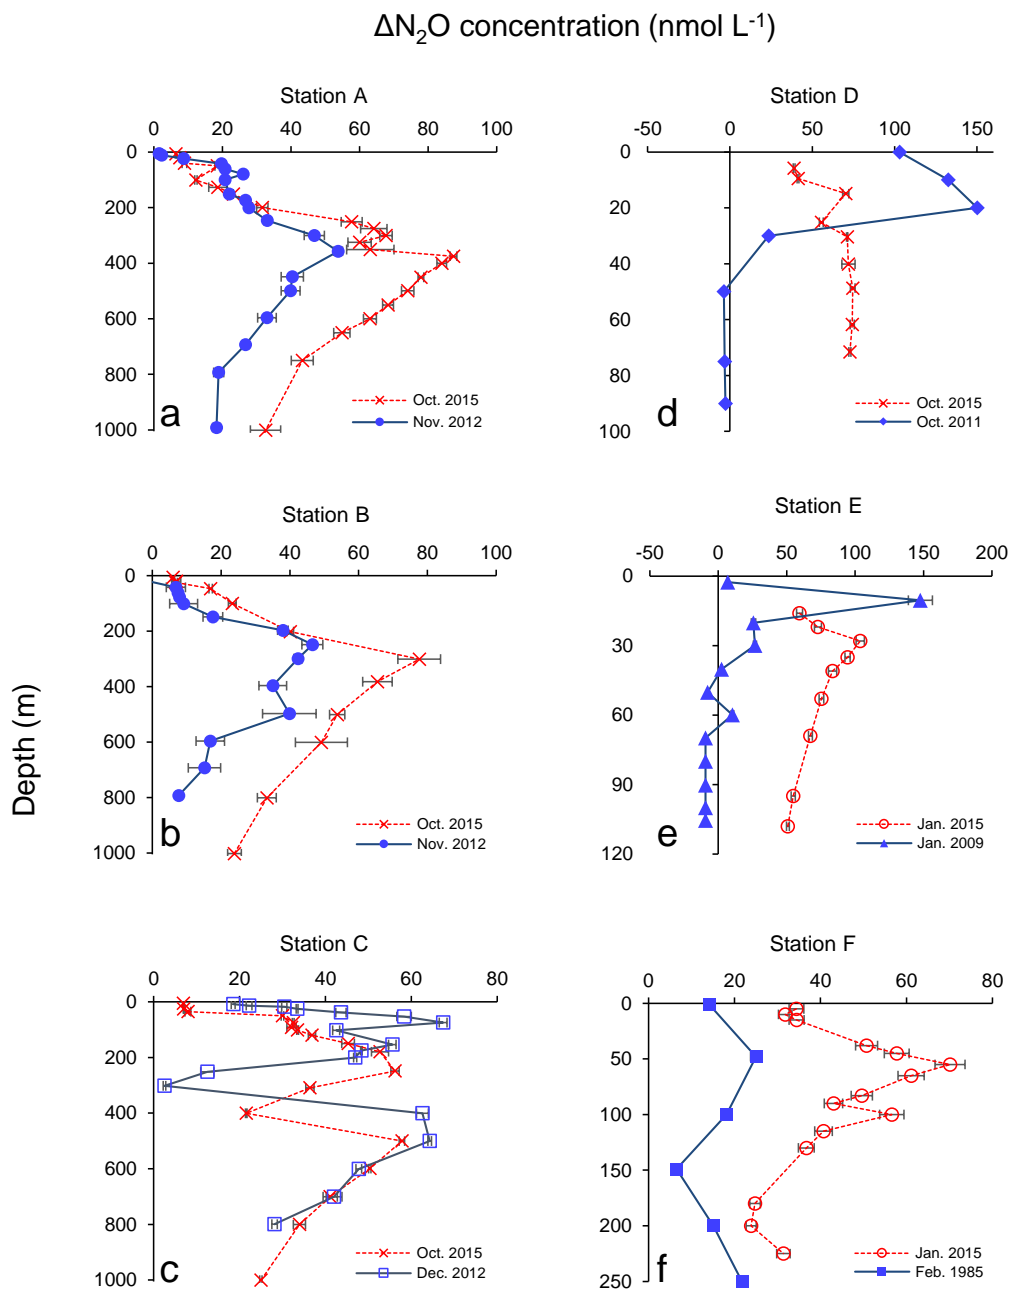 ΔN₂O concentration (nmol L⁻¹)
Station A
0 20 40 60 80 100
0
200
400
600
800
1000
a
Oct. 2015
Nov. 2012
Station D
-50 0 50 100 150
0
20
40
60
80
100
d
Oct. 2015
Oct. 2011
Depth (m)
Station B
0 20 40 60 80 100
0
200
400
600
800
1000
b
Oct. 2015
Nov. 2012
Station E
-50 0 50 100 150 200
0
30
60
90
120
e
Jan. 2015
Jan. 2009
Station C
0 20 40 60 80
0
200
400
600
800
1000
c
Oct. 2015
Dec. 2012
Station F
0 20 40 60 80
0
50
100
150
200
250
f
Jan. 2015
Feb. 1985